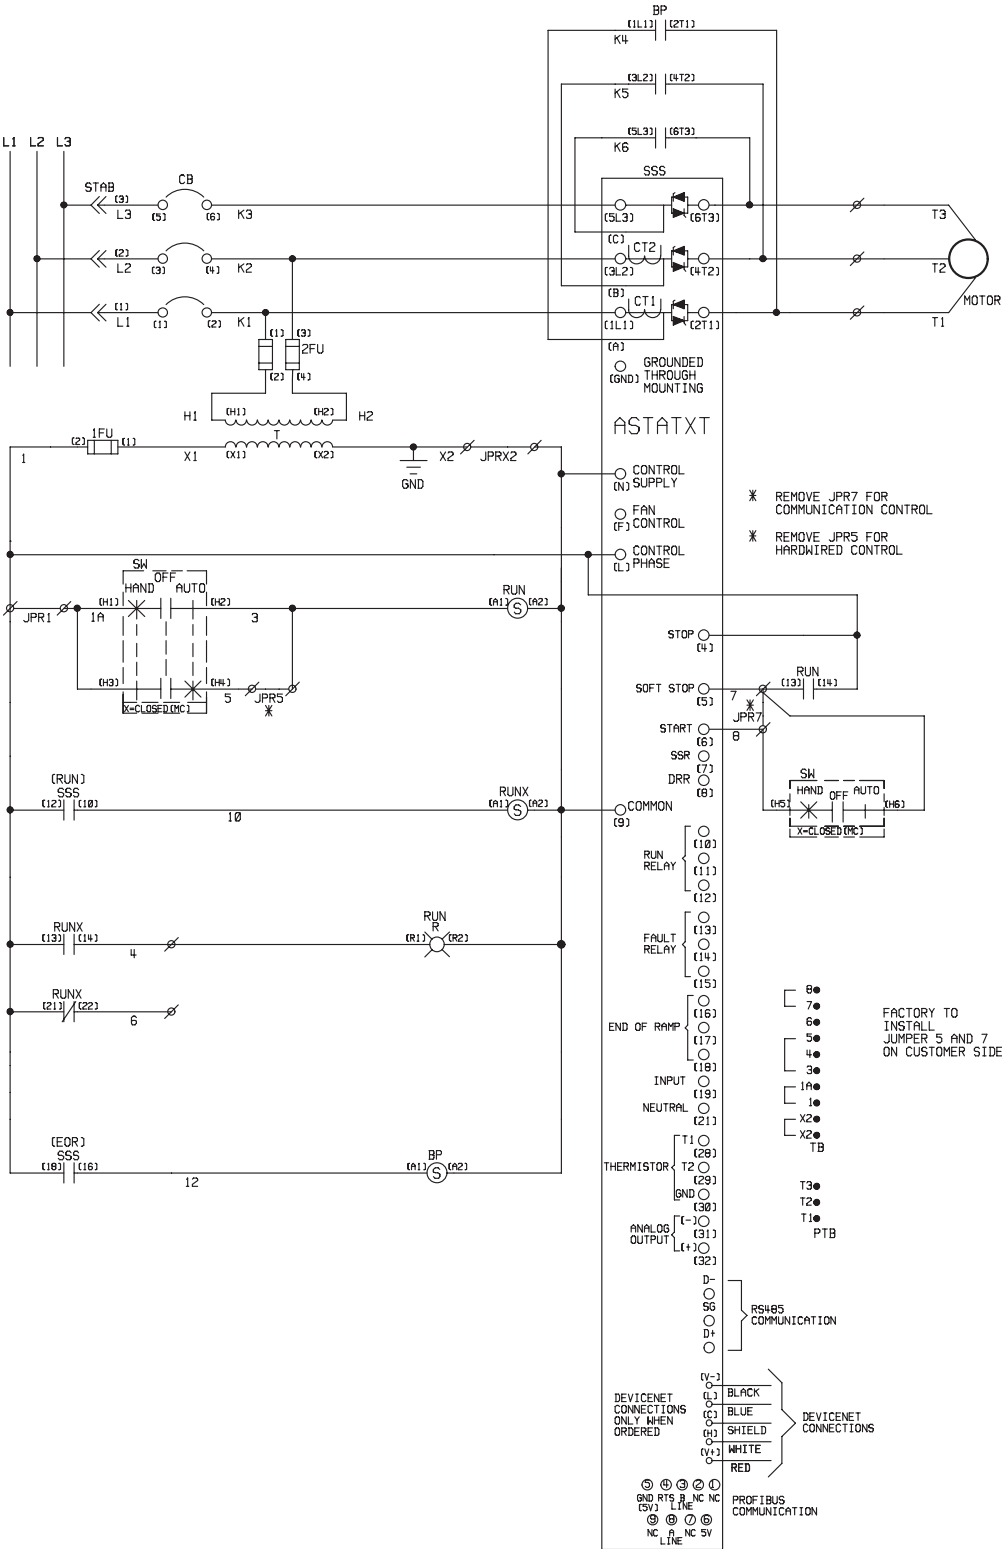 BP
(1L1) (2T1)
K4
(3L2) (4T2)
K5
(5L3) (6T3)
K6
L1 L2 L3
SSS
STAB (3)
CB
L3 (5) (6) K3
(5L3) (6T3)
T3
(C)
CT2
(2)
L2 (3) (4) K2
(3L2) (4T2)
T2
(B)
CT1
MOTOR
(1)
L1 (1) (2) K1
(1L1) (2T1)
T1
(A)
(1) (3)
2FU
(2) (4)
(GND) GROUNDED
THROUGH
MOUNTING
H1 (H1) (H2) H2
ASTATXT
T
(2) 1FU (1)
1 X1 (X1) (X2)
X2 JPRX2
GND
(N) CONTROL
SUPPLY
(F) FAN
CONTROL
(L) CONTROL
PHASE
* REMOVE JPR7 FOR
COMMUNICATION CONTROL
* REMOVE JPR5 FOR
HARDWIRED CONTROL
SW
OFF
HAND AUTO
JPR1 1A (H1) (H2) 3
RUN
(A1) S (A2)
(H3) (H4) 5 JPR5
*
X=CLOSED(MC)
STOP (4)
SOFT STOP (5) 7
RUN
(13) (14)
*
JPR7
START (6) 8
SSR (7)
DRR (8)
SW
HAND OFF AUTO
(H5) (H6)
X=CLOSED(MC)
(RUN)
SSS
(12) (10)
10
RUNX
(A1) S (A2)
COMMON
(9)
RUN
RELAY
(10)
(11)
(12)
RUNX
(13) (14)
4
RUN
R
(R1) (R2)
FAULT
RELAY
(13)
(14)
(15)
RUNX
(21) (22)
6
END OF RAMP
(16)
(17)
(18)
INPUT
(19)
NEUTRAL
(21)
8
7
6
5
4
3
1A
1
X2
X2
TB
FACTORY TO
INSTALL
JUMPER 5 AND 7
ON CUSTOMER SIDE
(EOR)
SSS
(18) (16)
12
BP
(A1) S (A2)
THERMISTOR
T1
(28)
T2
(29)
GND
(30)
T3
T2
T1
PTB
ANALOG
OUTPUT
(-)
(31)
(+)
(32)
D-
SG
D+
RS485
COMMUNICATION
DEVICENET
CONNECTIONS
ONLY WHEN
ORDERED
(V-)
BLACK
(L)
BLUE
(C)
SHIELD
(H)
WHITE
(V+)
RED
DEVICENET
CONNECTIONS
5 4 3 2 1
GND RTS B NC NC
(5V) LINE
9 8 7 6
NC A NC 5V
LINE
PROFIBUS
COMMUNICATION